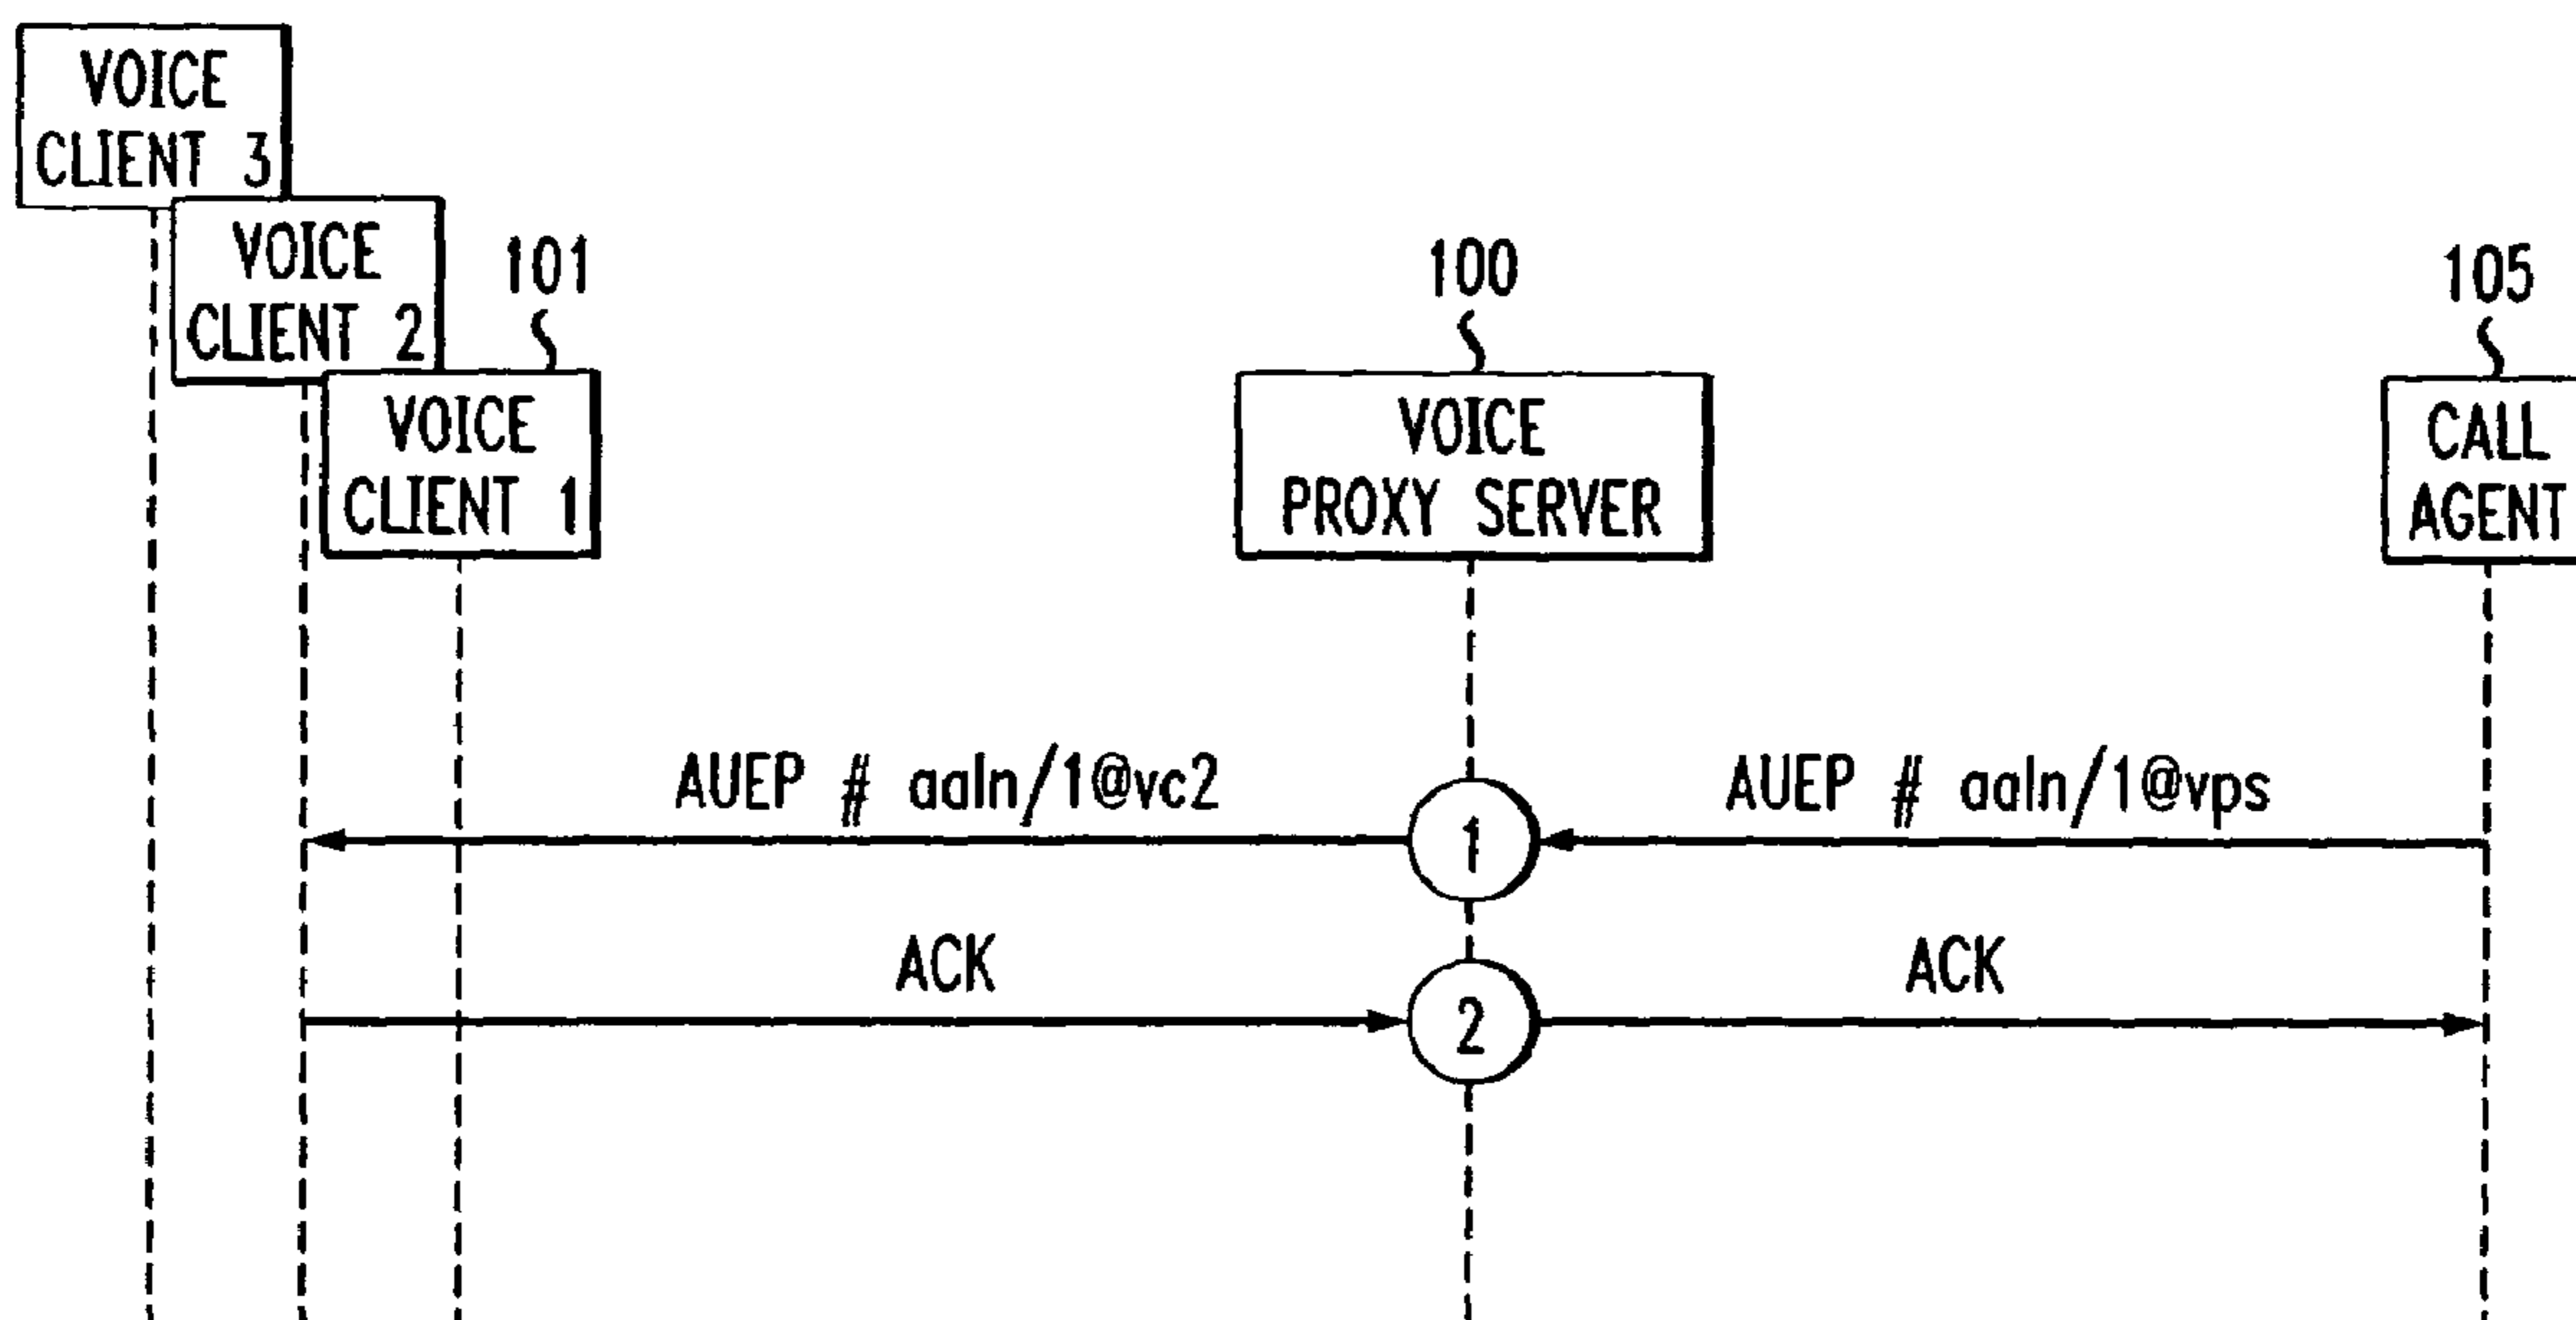 VOICE
CLIENT 3
VOICE
CLIENT 2
101
VOICE
CLIENT 1
100
VOICE
PROXY SERVER
105
CALL
AGENT
AUEP # aaln/1@vc2
AUEP # aaln/1@vps
1
ACK
ACK
2